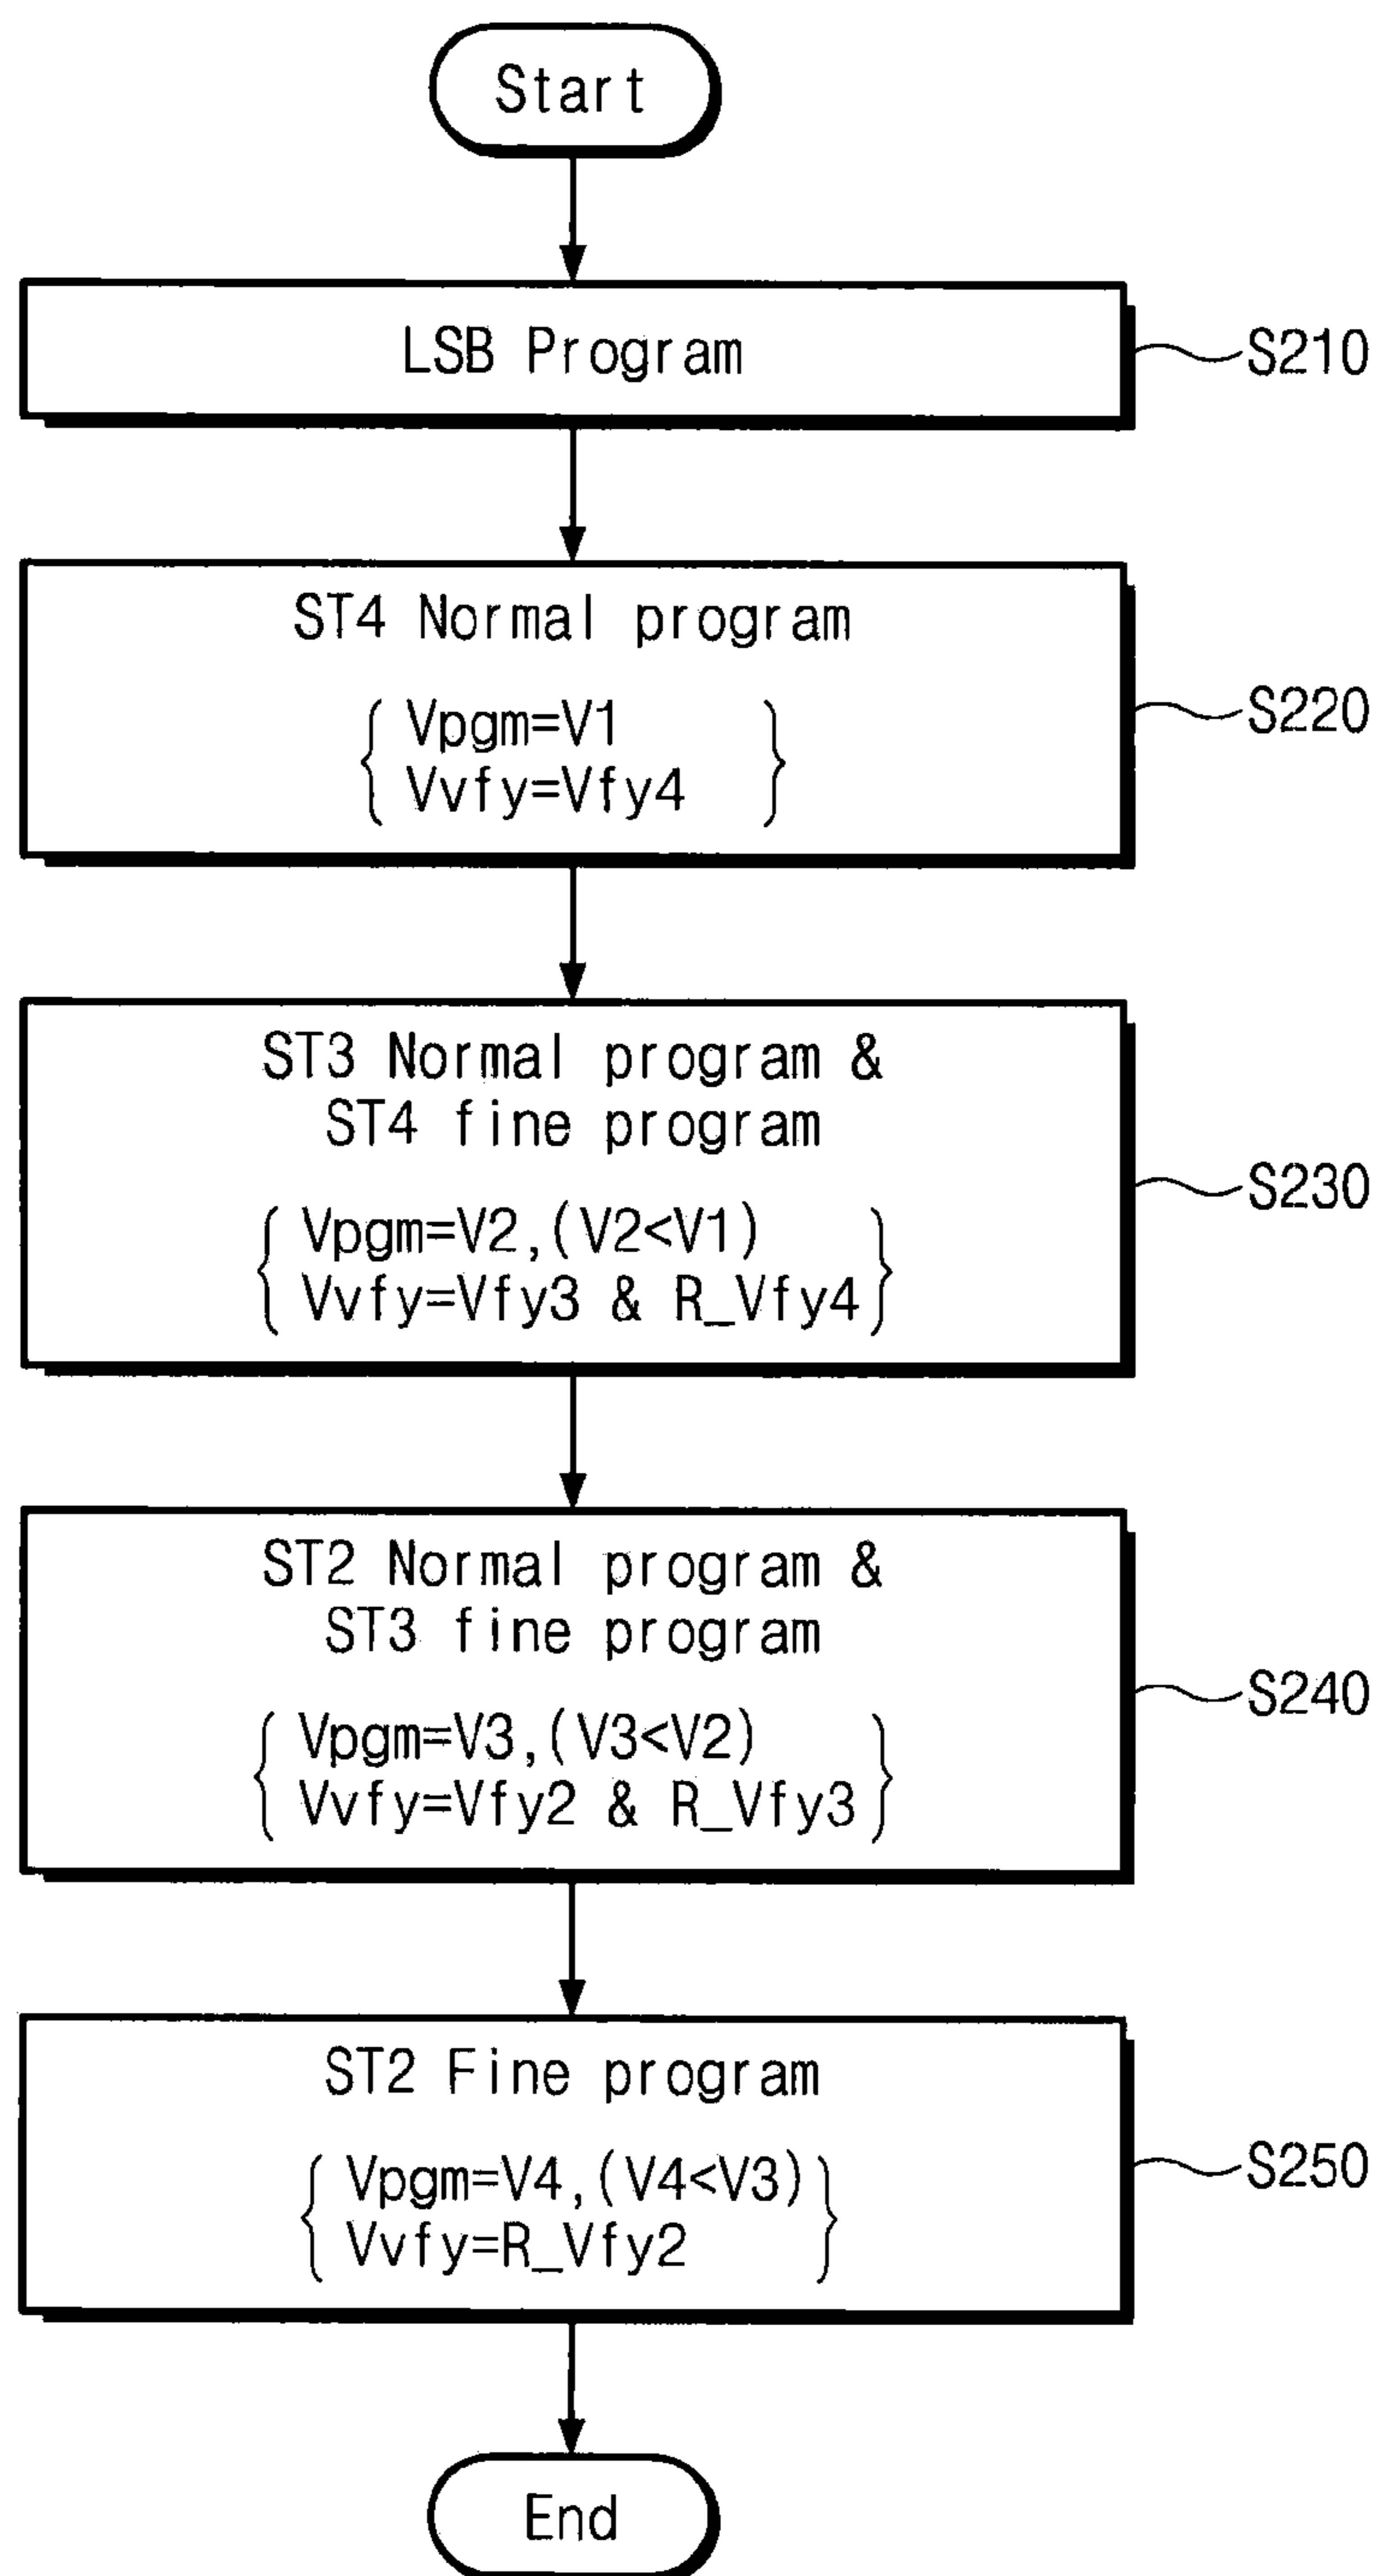 Start
LSB Program
S210
ST4 Normal program
Vpgm=V1
Vvfy=Vfy4
S220
ST3 Normal program &
ST4 fine program
Vpgm=V2,(V2<V1)
Vvfy=Vfy3 & R_Vfy4
S230
ST2 Normal program &
ST3 fine program
Vpgm=V3,(V3<V2)
Vvfy=Vfy2 & R_Vfy3
S240
ST2 Fine program
Vpgm=V4,(V4<V3)
Vvfy=R_Vfy2
S250
End